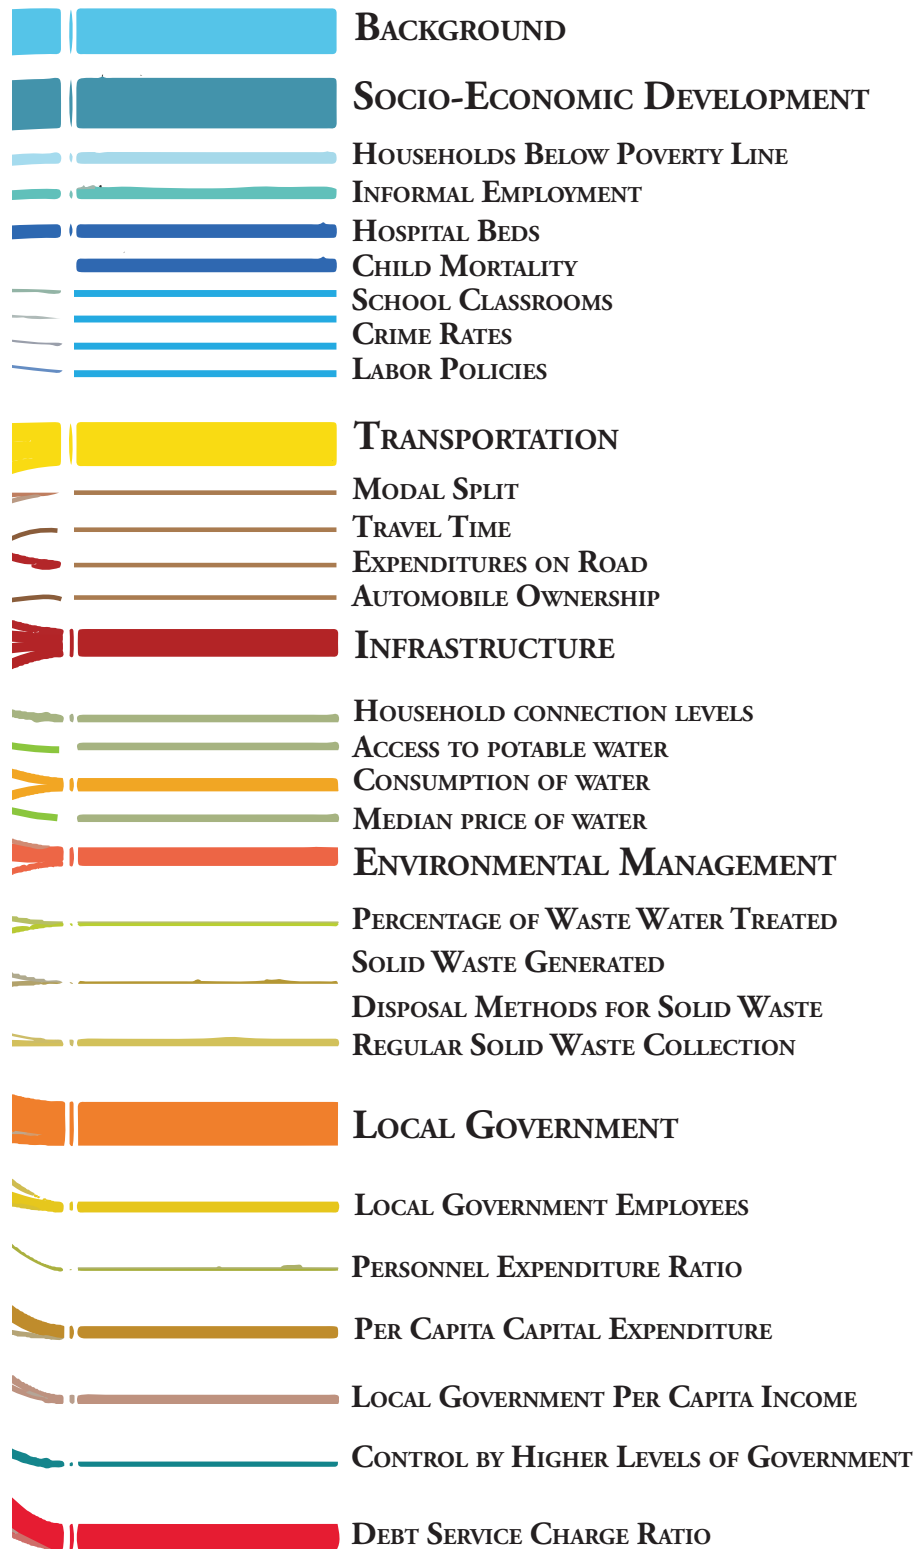 Background
Socio-Economic Development
Households Below Poverty Line
Informal Employment
Hospital Beds
Child Mortality
School Classrooms
Crime Rates
Labor Policies
Transportation
Modal Split
Travel Time
Expenditures on Road
Automobile Ownership
Infrastructure
Household connection levels
Access to potable water
Consumption of water
Median price of water
Environmental Management
Percentage of Waste Water Treated
Solid Waste Generated
Disposal Methods for Solid Waste
Regular Solid Waste Collection
Local Government
Local Government Employees
Personnel Expenditure Ratio
Per Capita Capital Expenditure
Local Government Per Capita Income
Control by Higher Levels of Government
Debt Service Charge Ratio